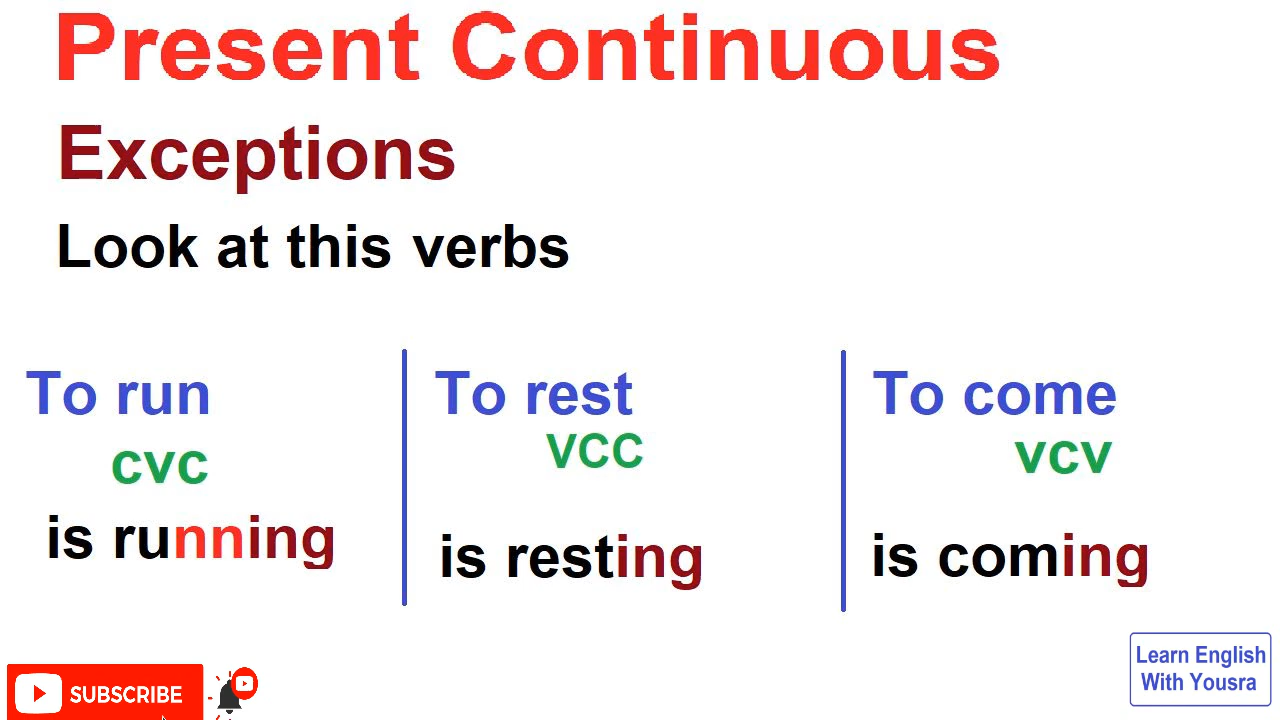 Present Continuous
Exceptions
Look at this verbs
To run
cvc
is running
To rest
VCC
is resting
To come
vcv
is coming
SUBSCRIBE
Learn English
With Yousra